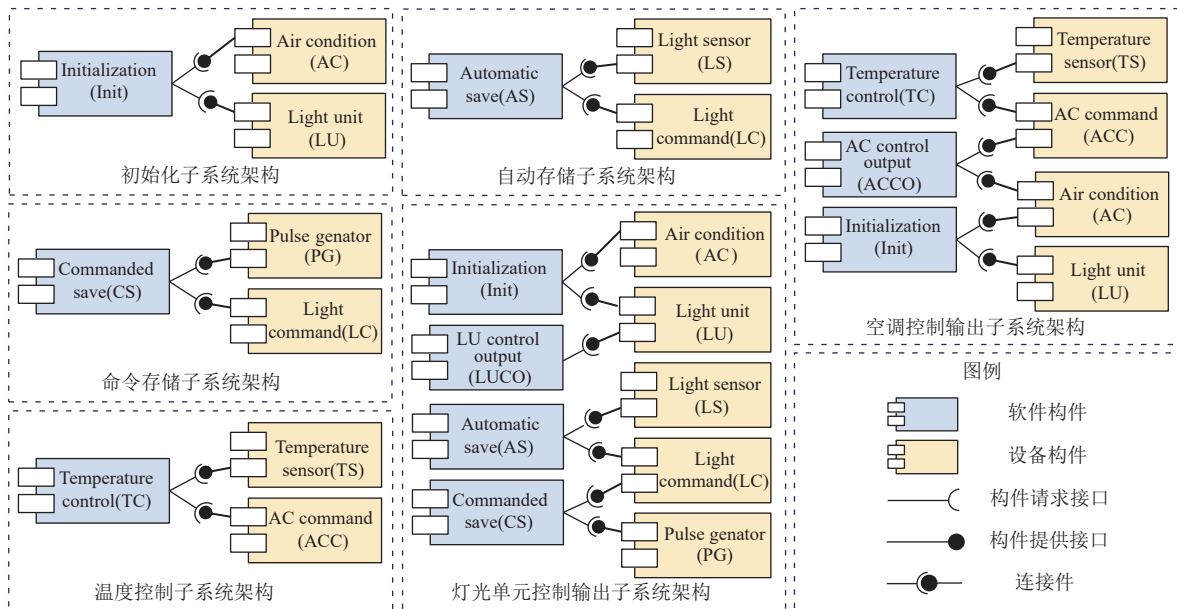 Initialization
(Init)
Air condition
(AC)
Light unit
(LU)
初始化子系统架构
Automatic
save(AS)
Light sensor
(LS)
Light
command(LC)
自动存储子系统架构
Temperature
control(TC)
Temperature
sensor(TS)
AC command
(ACC)
AC control
output
(ACCO)
Air condition
(AC)
Initialization
(Init)
Light unit
(LU)
空调控制输出子系统架构
Commanded
save(CS)
Pulse genator
(PG)
Light
command(LC)
命令存储子系统架构
Temperature
control(TC)
Temperature
sensor(TS)
AC command
(ACC)
温度控制子系统架构
Initialization
(Init)
Air condition
(AC)
Light unit
(LU)
LU control
output
(LUCO)
Light sensor
(LS)
Automatic
save(AS)
Light
command(LC)
Commanded
save(CS)
Pulse genator
(PG)
灯光单元控制输出子系统架构
图例
软件构件
设备构件
构件请求接口
构件提供接口
连接件